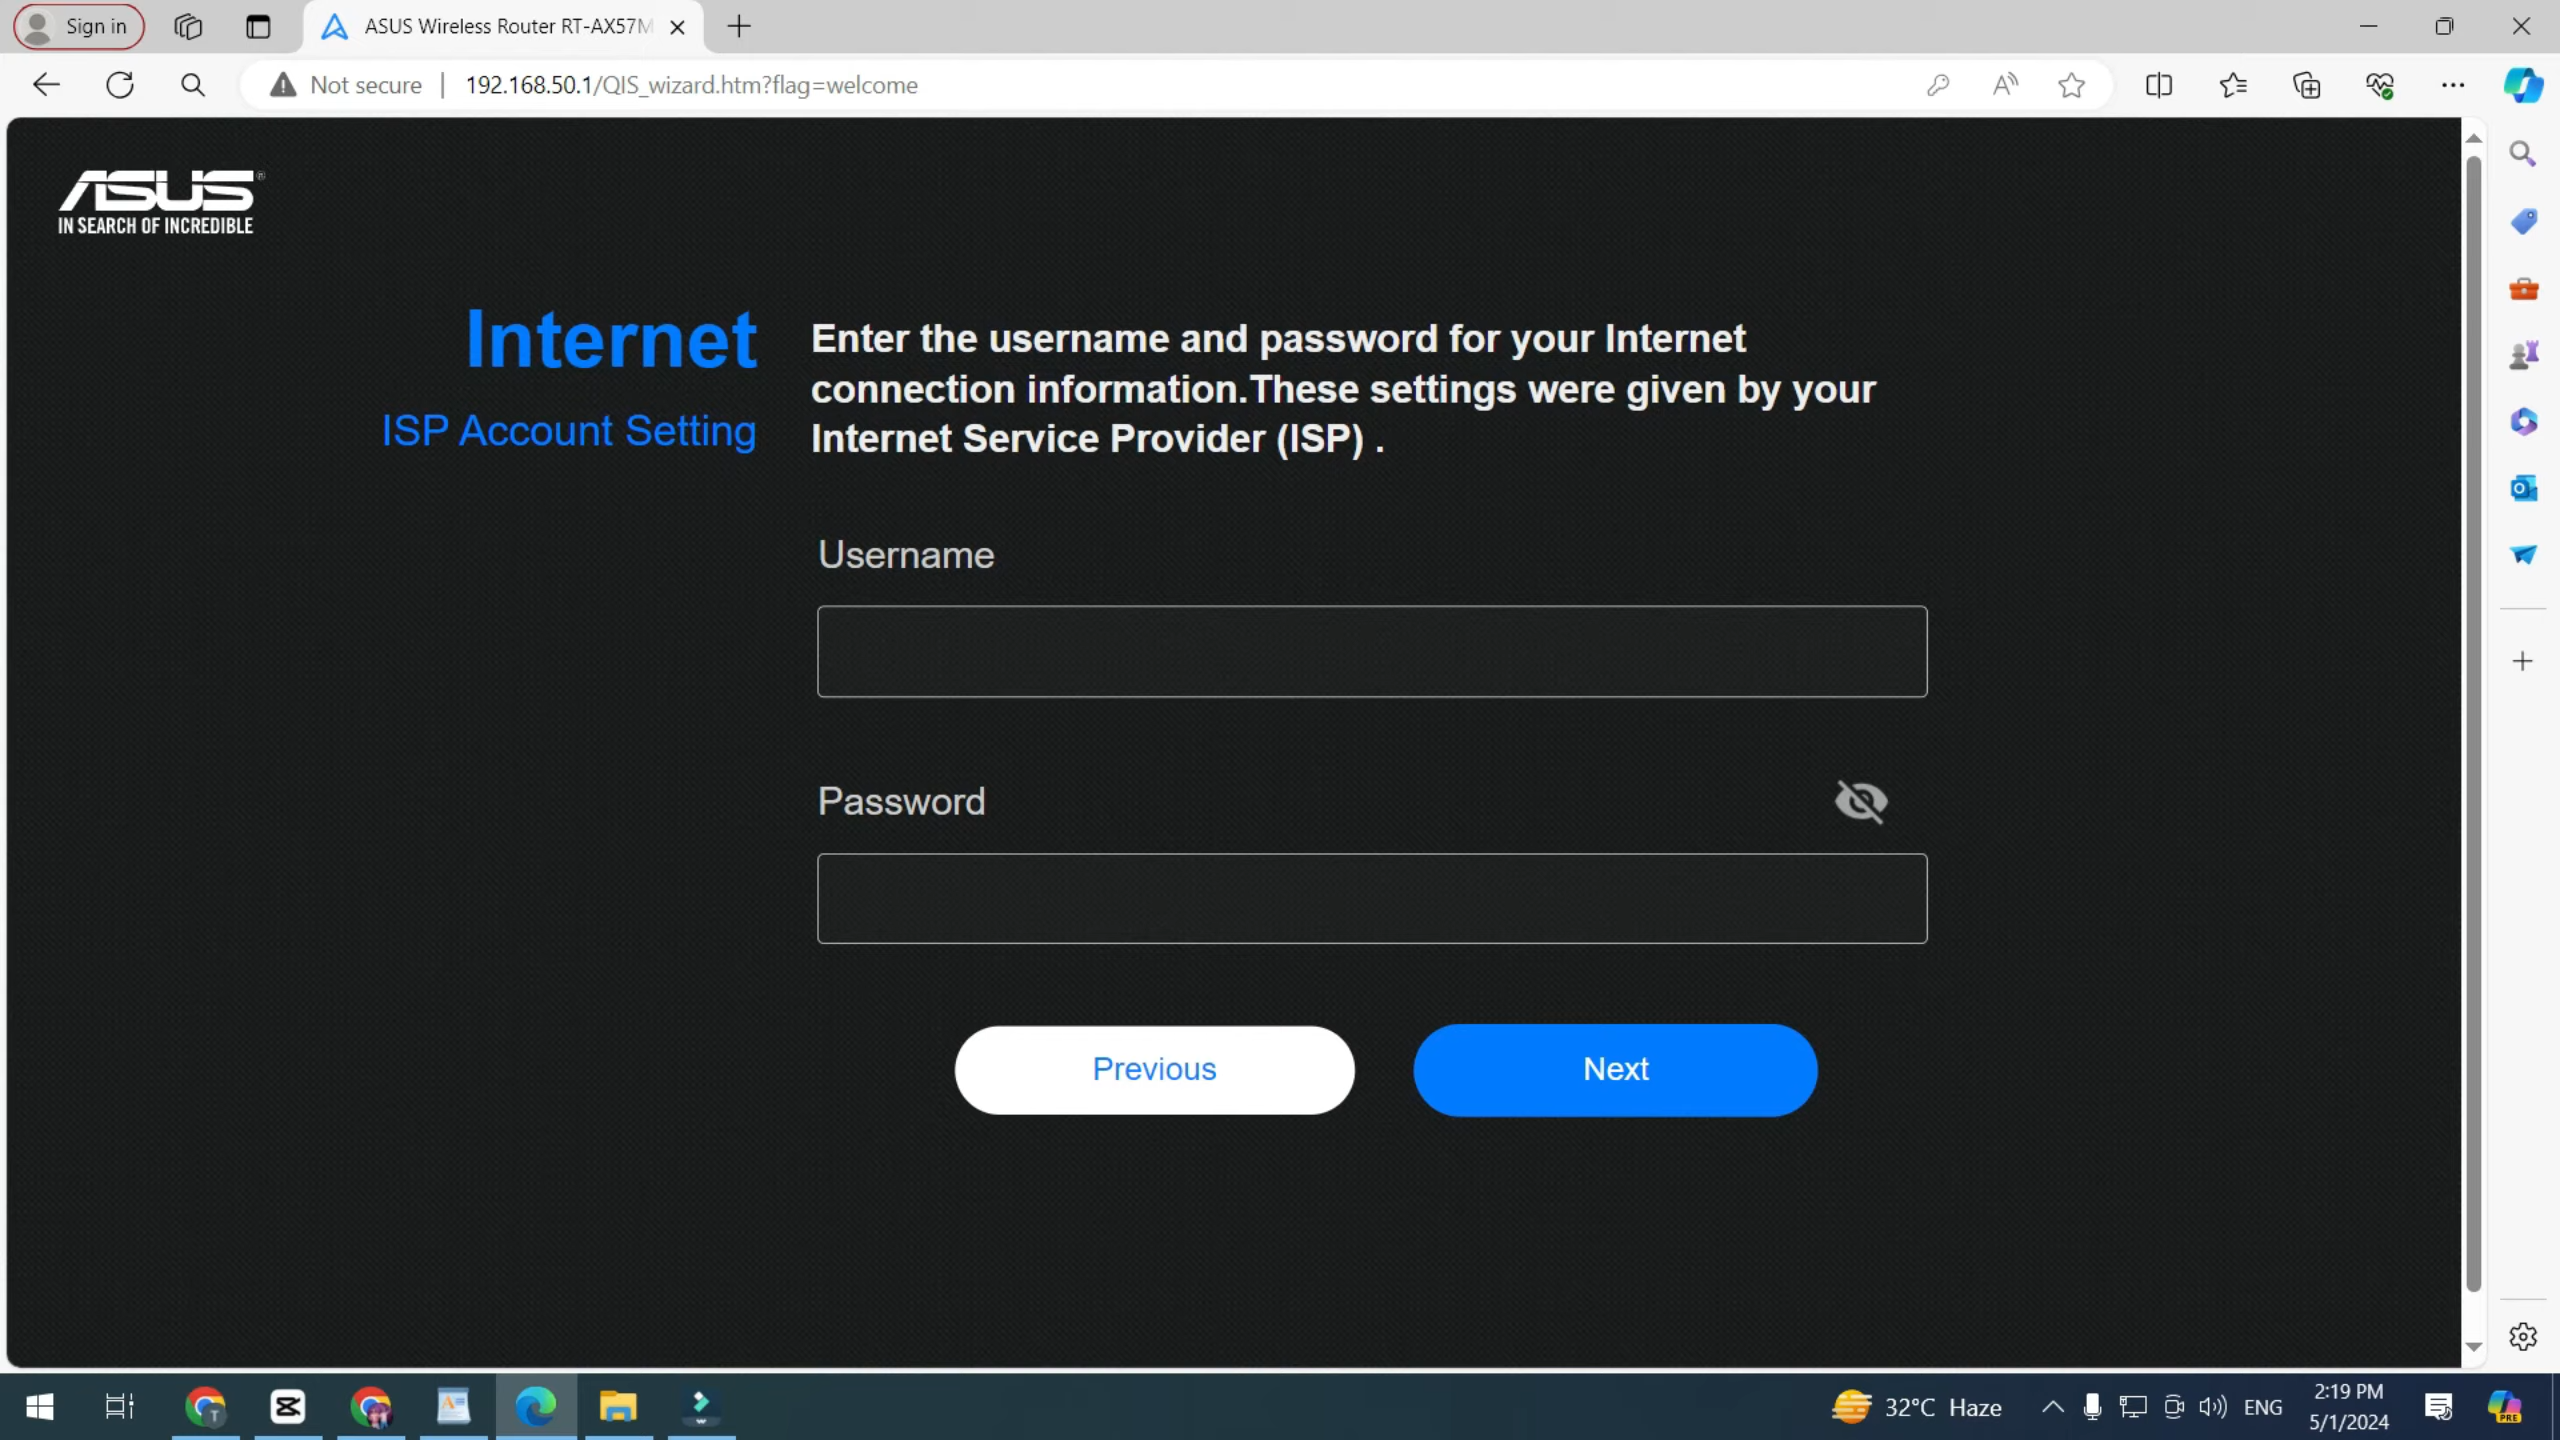 Sign in
ASUS Wireless Router RT-AX57M
Not secure
192.168.50.1/QIS_wizard.htm?flag=welcome
ASUS
IN SEARCH OF INCREDIBLE
Internet
ISP Account Setting
Enter the username and password for your Internet
connection information.These settings were given by your
Internet Service Provider (ISP) .
Username
Password
Previous
Next
32°C Haze
ENG
2:19 PM
5/1/2024
PRE